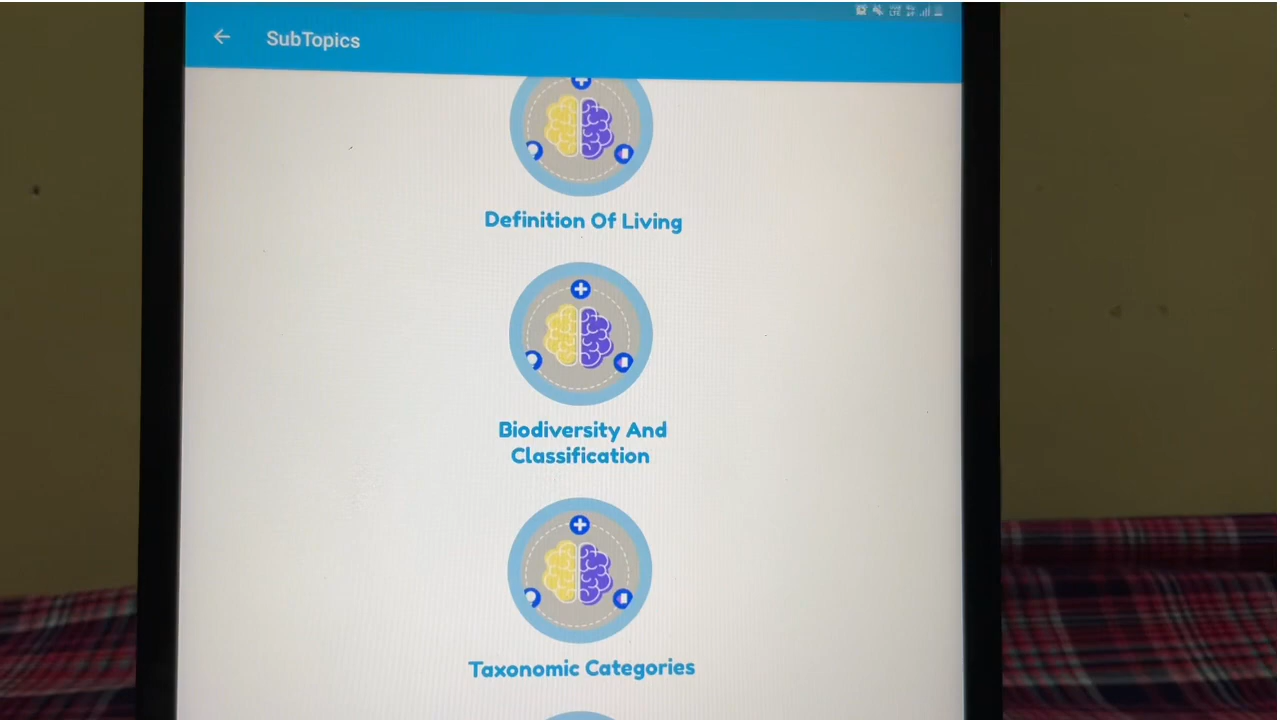 SubTopics
Definition Of Living
Biodiversity And
Classification
Taxonomic Categories